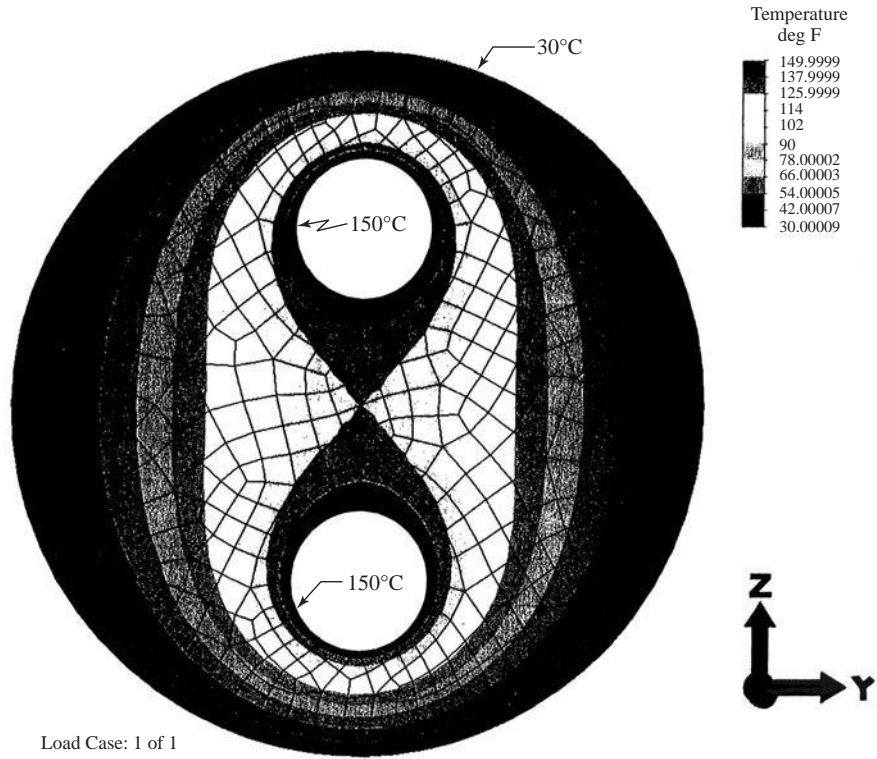 30°C
Temperature
deg F
149.9999
137.9999
125.9999
114
102
90
78.00002
66.00003
54.00005
42.00007
30.00009
150°C
150°C
Z
Y
Load Case: 1 of 1